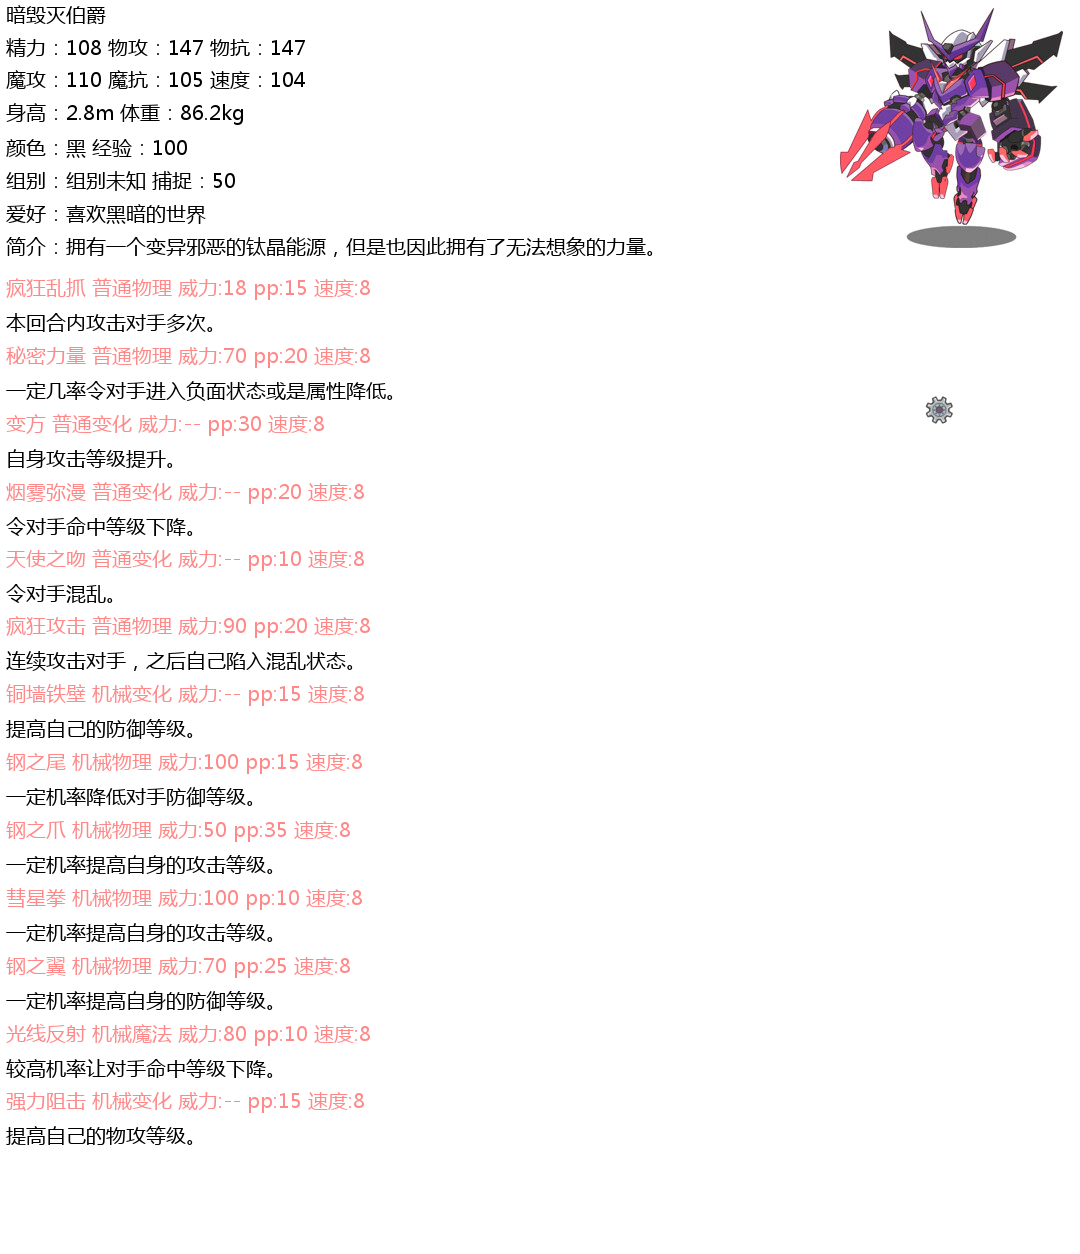 暗毁灭伯爵
精力：108 物攻：147 物抗：147
魔攻：110 魔抗：105 速度：104
身高：2.8m 体重：86.2kg
颜色：黑 经验：100
组别：组别未知 捕捉：50
爱好：喜欢黑暗的世界
简介：拥有一个变异邪恶的钛晶能源，但是也因此拥有了无法想象的力量。
疯狂乱抓 普通物理 威力:18 pp:15 速度:8
本回合内攻击对手多次。
秘密力量 普通物理 威力:70 pp:20 速度:8
一定几率令对手进入负面状态或是属性降低。
变方 普通变化 威力:-- pp:30 速度:8
自身攻击等级提升。
烟雾弥漫 普通变化 威力:-- pp:20 速度:8
令对手命中等级下降。
天使之吻 普通变化 威力:-- pp:10 速度:8
令对手混乱。
疯狂攻击 普通物理 威力:90 pp:20 速度:8
连续攻击对手，之后自己陷入混乱状态。
铜墙铁壁 机械变化 威力:-- pp:15 速度:8
提高自己的防御等级。
钢之尾 机械物理 威力:100 pp:15 速度:8
一定机率降低对手防御等级。
钢之爪 机械物理 威力:50 pp:35 速度:8
一定机率提高自身的攻击等级。
彗星拳 机械物理 威力:100 pp:10 速度:8
一定机率提高自身的攻击等级。
钢之翼 机械物理 威力:70 pp:25 速度:8
一定机率提高自身的防御等级。
光线反射 机械魔法 威力:80 pp:10 速度:8
较高机率让对手命中等级下降。
强力阻击 机械变化 威力:-- pp:15 速度:8
提高自己的物攻等级。